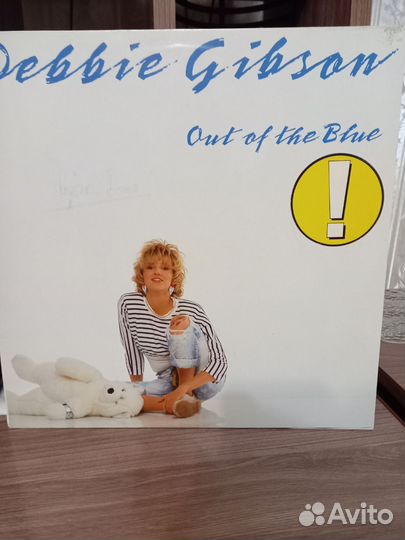 Debbie Gibson
Out of the Blue
!
Avito